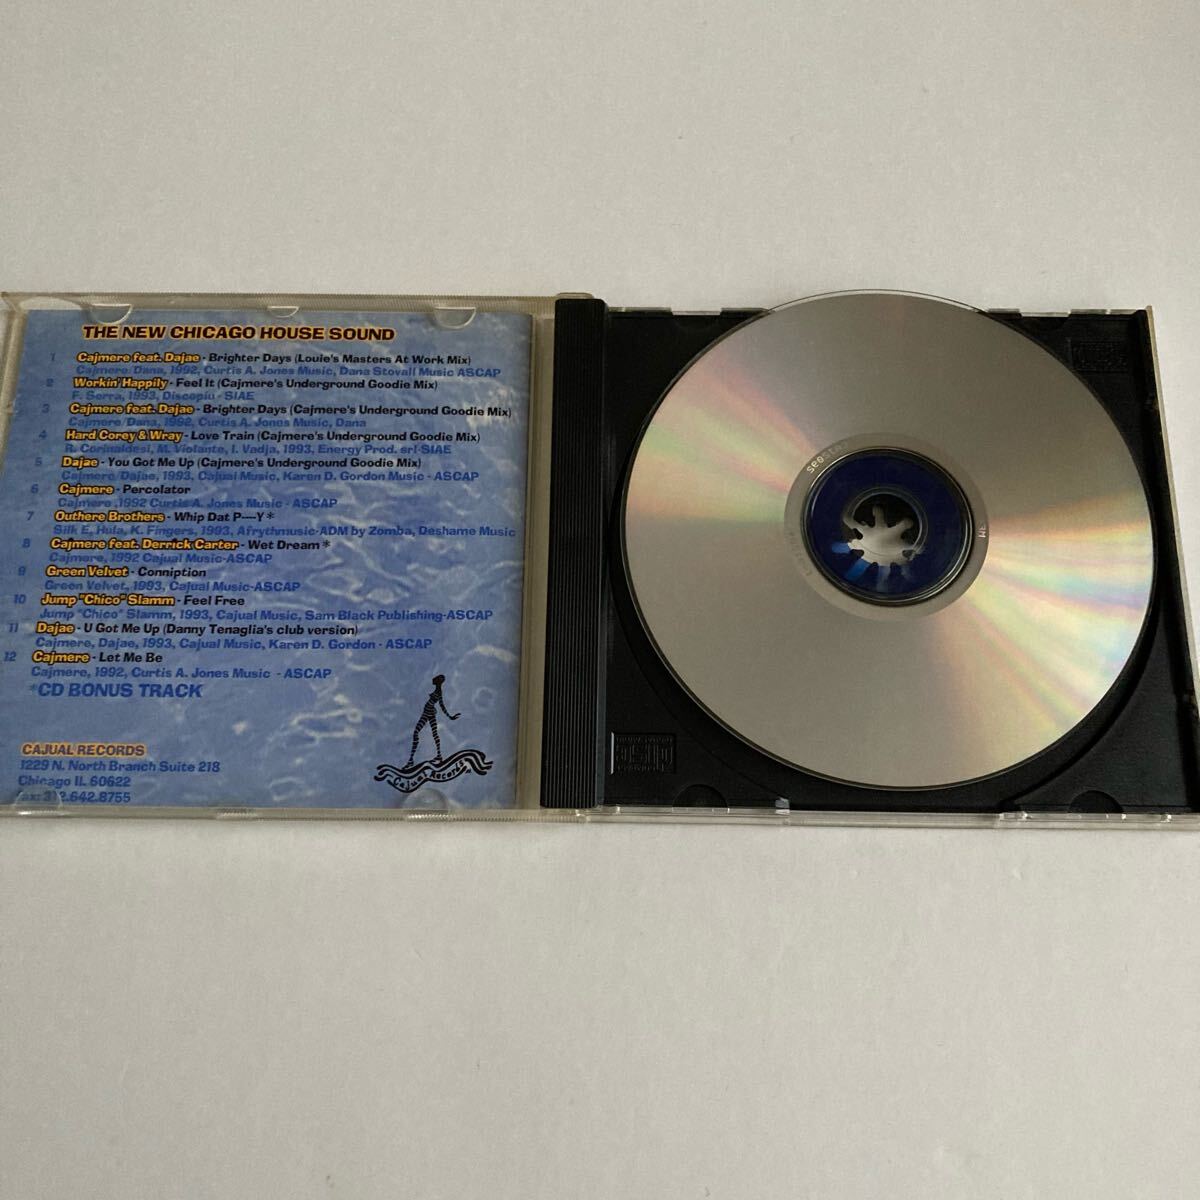 THE NEW CHICAGO HOUSE SOUND
1 Cajmere feat. Dajae - Brighter Days (Louie's Masters At Work Mix)
Cajmere/Dana, 1992, Curtis A. Jones Music, Dana Stovall Music ASCAP
2 Workin' Happily - Feel It (Cajmere's Underground Goodie Mix)
F. Serra, 1993, Discopiu - SIAE
3 Cajmere feat. Dajae - Brighter Days (Cajmere's Underground Goodie Mix)
Cajmere/Dana, 1992, Curtis A. Jones Music, Dana
4 Hard Corey & Wray - Love Train (Cajmere's Underground Goodie Mix)
R. Corinaldesi, M. Violante, I. Vadja, 1993, Energy Prod. srl-SIAE
5 Dajae - You Got Me Up (Cajmere's Underground Goodie Mix)
Cajmere/Dajae, 1993, Cajual Music, Karen D. Gordon Music - ASCAP
6 Cajmere - Percolator
Cajmere ,1992 Curtis A. Jones Music - ASCAP
7 Outhere Brothers - Whip Dat P—Y*
Silk E, Hula, K. Fingers, 1993, Afrythmusic-ADM by Zomba, Deshame Music
8 Cajmere feat. Derrick Carter - Wet Dream*
Cajmere, 1992 Cajual Music-ASCAP
9 Green Velvet - Conniption
Green Velvet, 1993, Cajual Music-ASCAP
10 Jump "Chico" Slamm - Feel Free
Jump "Chico" Slamm, 1993, Cajual Music, Sam Black Publishing-ASCAP
11 Dajae - U Got Me Up (Danny Tenaglia's club version)
Cajmere, Dajae, 1993, Cajual Music, Karen D. Gordon - ASCAP
12 Cajmere - Let Me Be
Cajmere, 1992, Curtis A. Jones Music - ASCAP
*CD BONUS TRACK
CAJUAL RECORDS
1229 N. North Branch Suite 218
Chicago IL 60622
fax: 312.642.8755
Cajual Records
3M